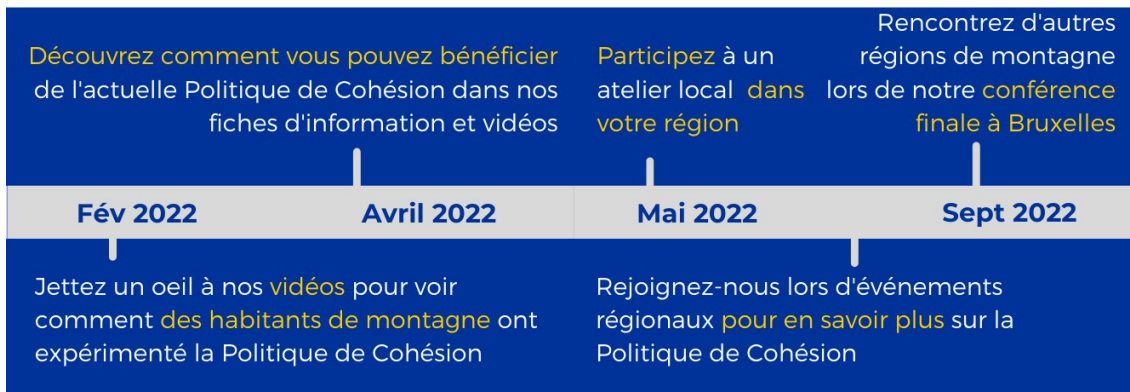 Découvrez comment vous pouvez bénéficier
de l'actuelle Politique de Cohésion dans nos
fiches d'information et vidéos
Participez à un
atelier local dans
votre région
Rencontrez d'autres
régions de montagne
lors de notre conférence
finale à Bruxelles
Fév 2022
Avril 2022
Mai 2022
Sept 2022
Jettez un oeil à nos vidéos pour voir
comment des habitants de montagne ont
expérimenté la Politique de Cohésion
Rejoignez-nous lors d'événements
régionaux pour en savoir plus sur la
Politique de Cohésion